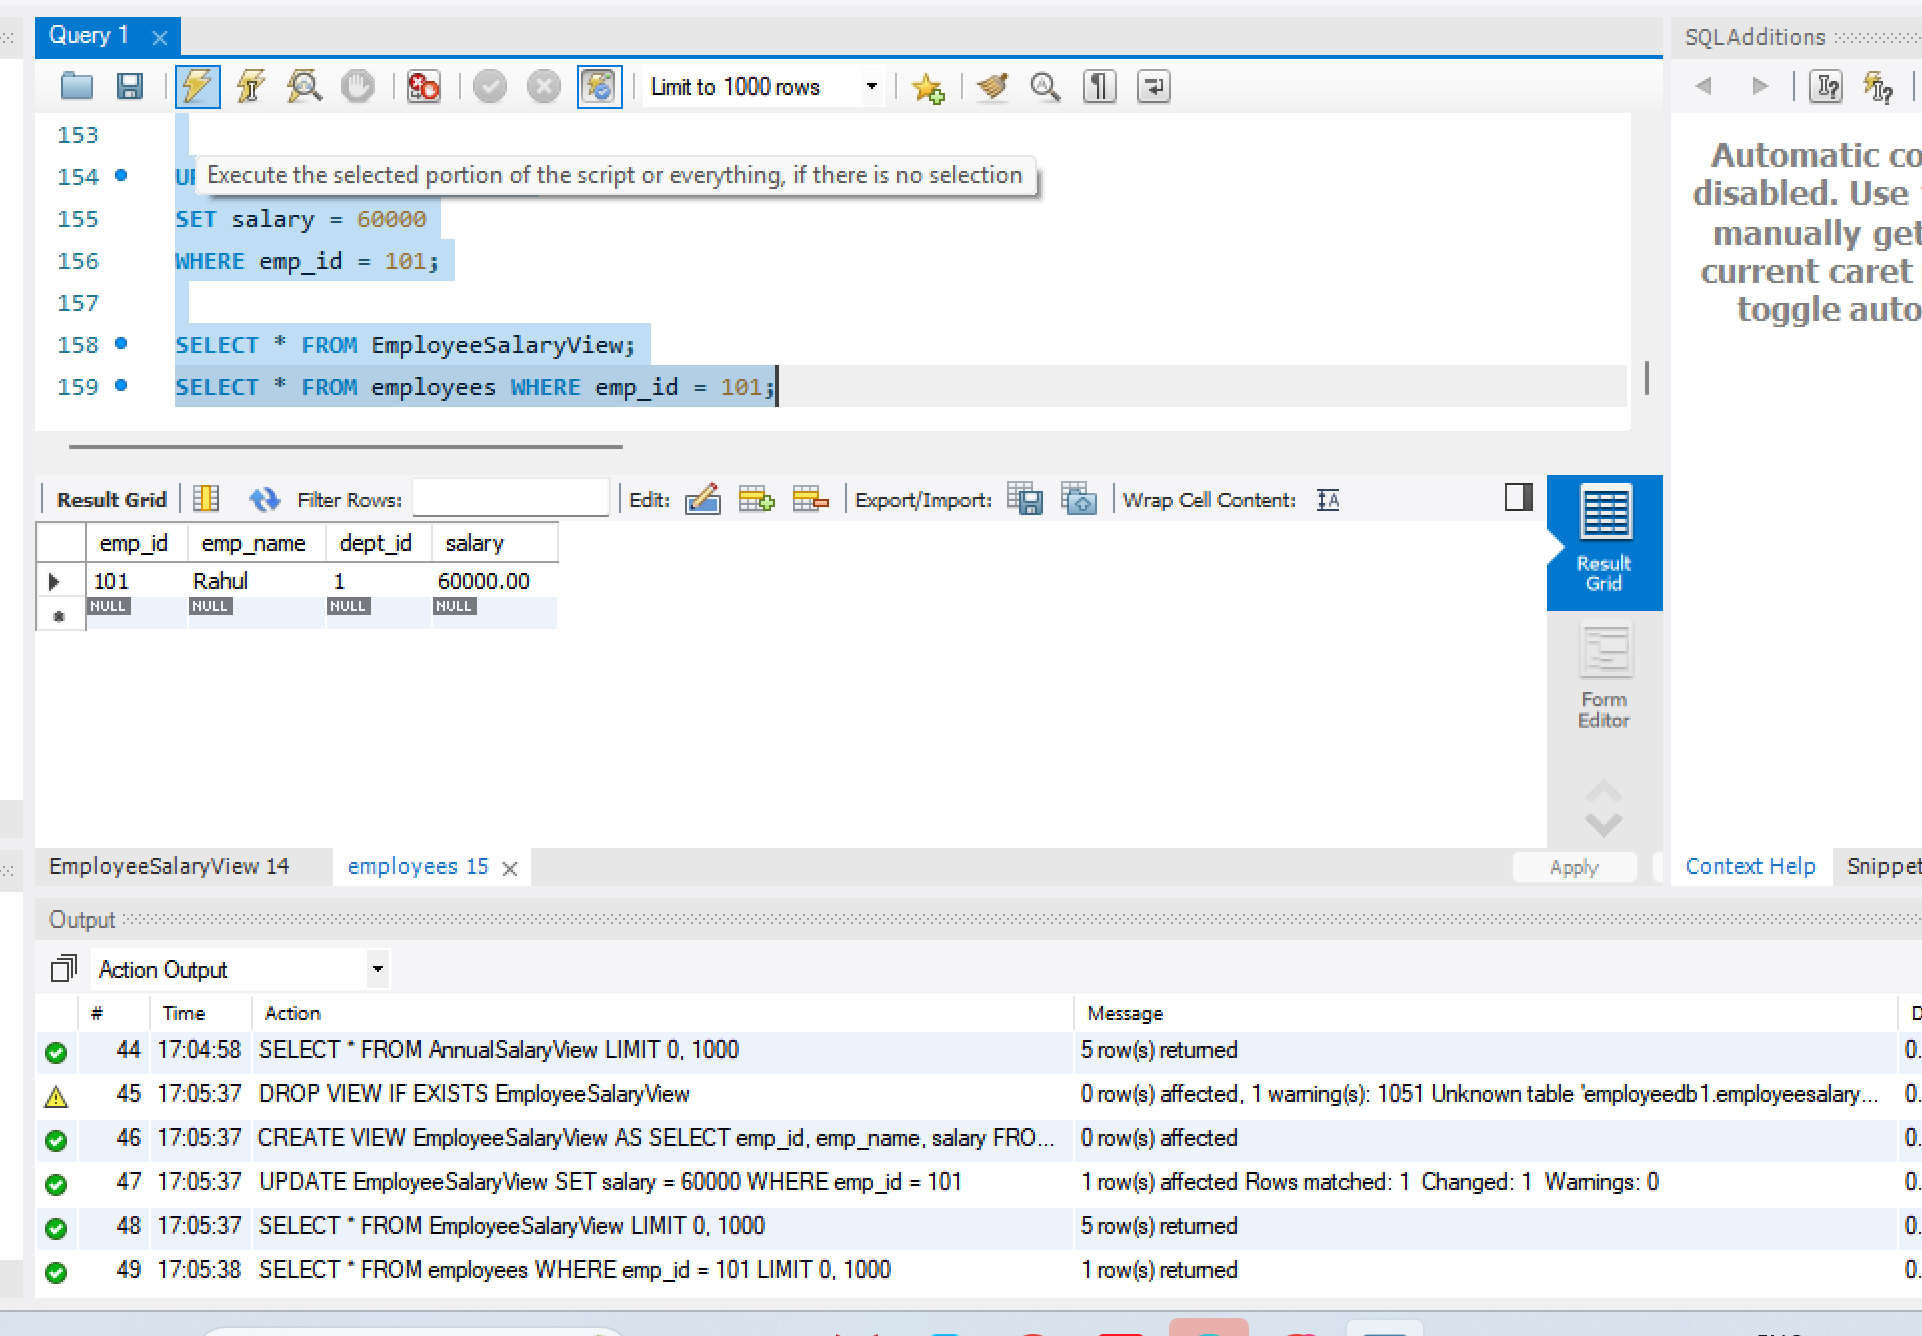 Query 1
SQLAdditions
Limit to 1000 rows
153
154 UP
Execute the selected portion of the script or everything, if there is no selection
155 SET salary = 60000
156 WHERE emp_id = 101;
157
158 SELECT * FROM EmployeeSalaryView;
159 SELECT * FROM employees WHERE emp_id = 101;
Automatic co
disabled. Use
manually get
current caret
toggle auto
Result Grid Filter Rows: Edit: Export/Import: Wrap Cell Content:
emp_id emp_name dept_id salary
101 Rahul 1 60000.00
NULL NULL NULL NULL
Result
Grid
Form
Editor
EmployeeSalaryView 14 employees 15 Apply
Context Help Snippet
Output
Action Output
# Time Action Message D
44 17:04:58 SELECT * FROM AnnualSalaryView LIMIT 0, 1000 5 row(s) returned 0.
45 17:05:37 DROP VIEW IF EXISTS EmployeeSalaryView 0 row(s) affected, 1 warning(s): 1051 Unknown table 'employeedb1.employeesalary... 0.
46 17:05:37 CREATE VIEW EmployeeSalaryView AS SELECT emp_id, emp_name, salary FRO... 0 row(s) affected 0.
47 17:05:37 UPDATE EmployeeSalaryView SET salary = 60000 WHERE emp_id = 101 1 row(s) affected Rows matched: 1 Changed: 1 Warnings: 0 0.
48 17:05:37 SELECT * FROM EmployeeSalaryView LIMIT 0, 1000 5 row(s) returned 0.
49 17:05:38 SELECT * FROM employees WHERE emp_id = 101 LIMIT 0, 1000 1 row(s) returned 0.